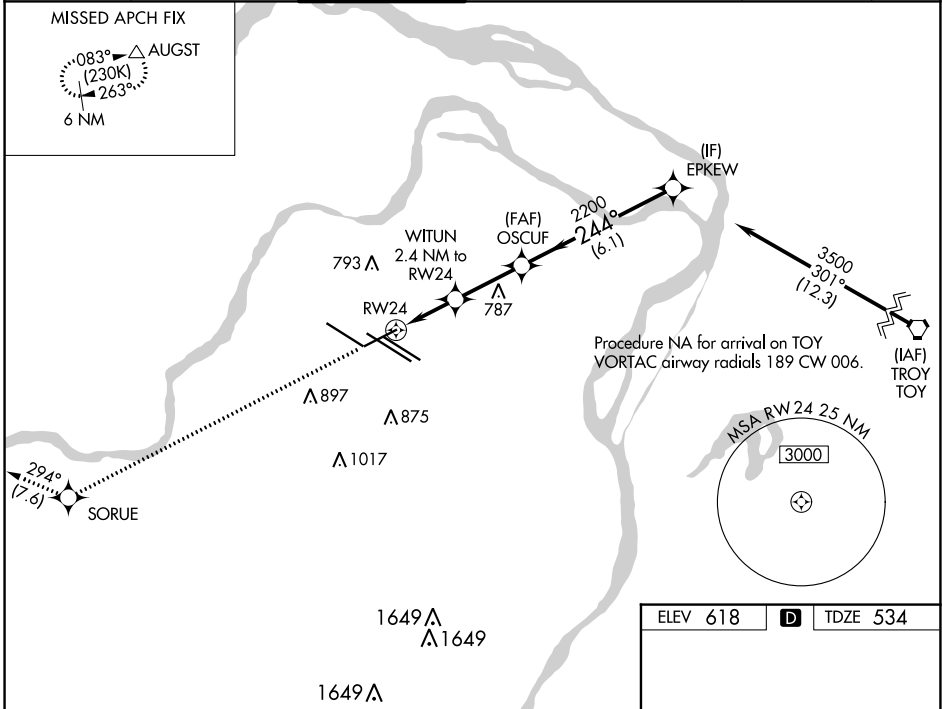 MISSED APCH FIX
083° AUGST
(230K)
263°
6 NM
(IF)
EPKEW
2200
244°
(6.1)
(FAF)
OSCUF
WITUN
2.4 NM to
RW24
793
787
RW24
3500
301°
(12.3)
(IAF)
TROY
TOY
Procedure NA for arrival on TOY
VORTAC airway radials 189 CW 006.
897
875
1017
MSA RW24 25 NM
3000
294°
(7.6)
SORUE
1649
1649
1649
ELEV 618 D TDZE 534